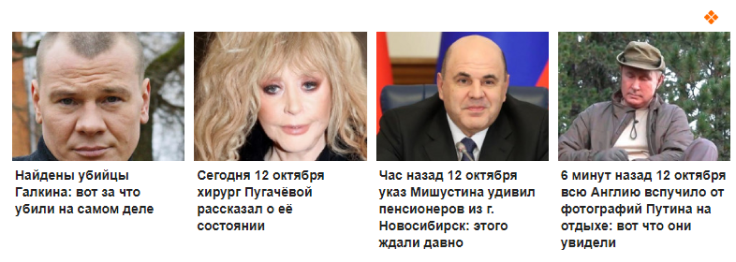 Найдены убийцы
Галкина: вот за что
убили на самом деле
Сегодня 12 октября
хирург Пугачёвой
рассказал о её
состоянии
Час назад 12 октября
указ Мишустина удивил
пенсионеров из г.
Новосибирск: этого
ждали давно
6 минут назад 12 октября
всю Англию вспучило от
фотографий Путина на
отдыхе: вот что они
увидели